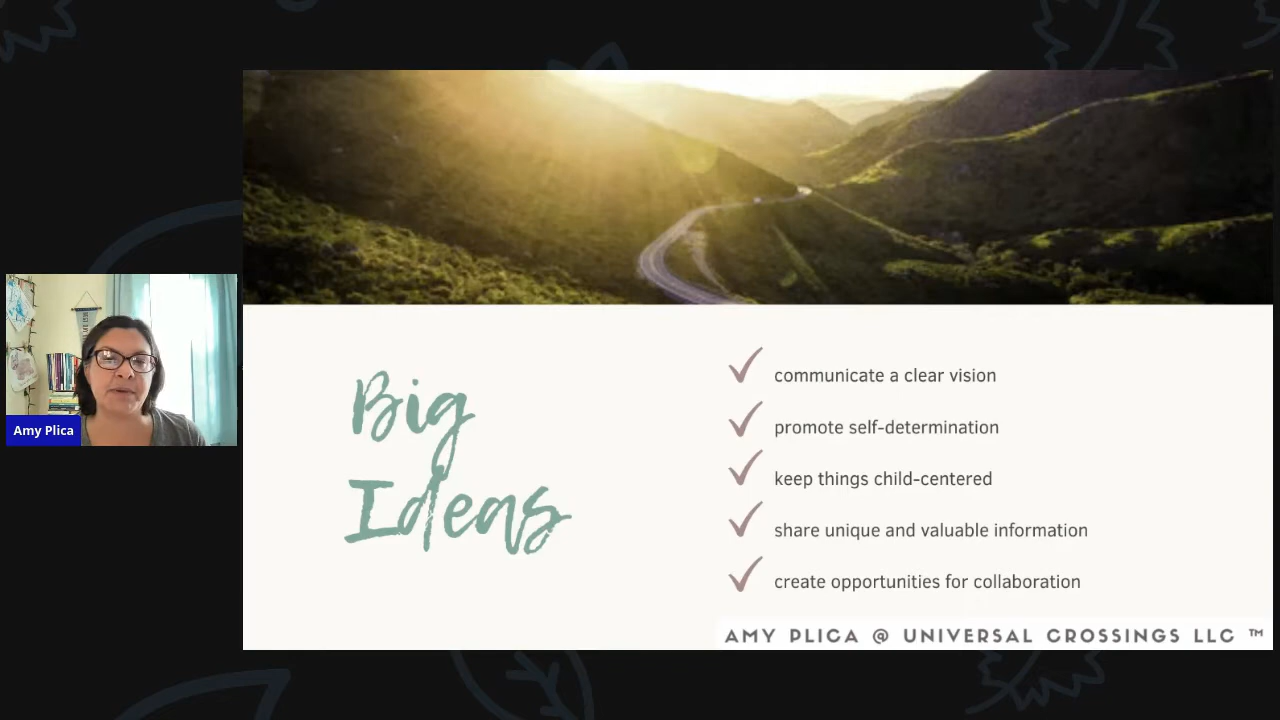 Amy Plica
Big
Ideas
communicate a clear vision
promote self-determination
keep things child-centered
share unique and valuable information
create opportunities for collaboration
AMY PLICA @ UNIVERSAL CROSSINGS LLC ™